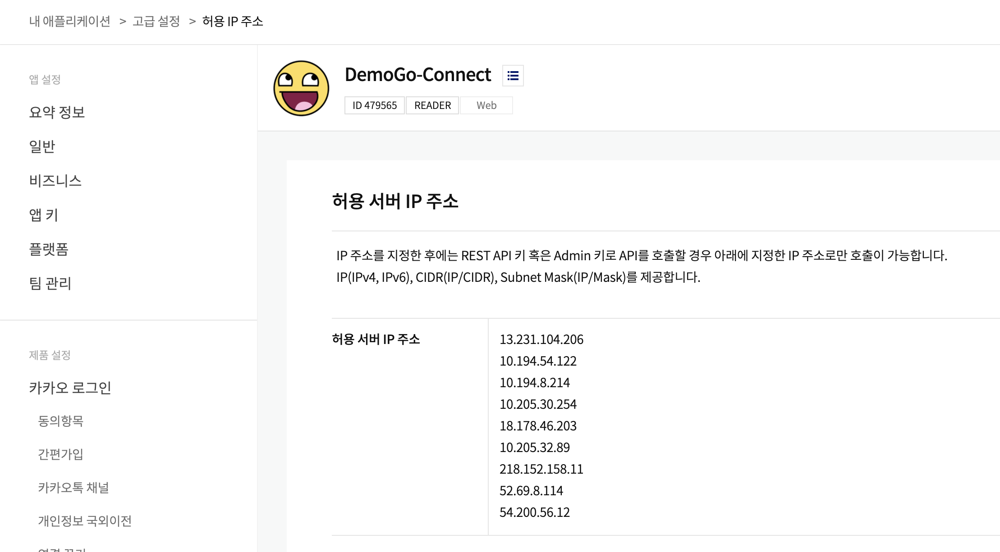 내 애플리케이션 > 고급 설정 > 허용 IP 주소
앱 설정
요약 정보
일반
비즈니스
앱 키
플랫폼
팀 관리
제품 설정
카카오 로그인
동의항목
간편가입
카카오톡 채널
개인정보 국외이전
DemoGo-Connect
ID 479565 READER Web
허용 서버 IP 주소
IP 주소를 지정한 후에는 REST API 키 혹은 Admin 키로 API를 호출할 경우 아래에 지정한 IP 주소로만 호출이 가능합니다.
IP(IPv4, IPv6), CIDR(IP/CIDR), Subnet Mask(IP/Mask)를 제공합니다.
허용 서버 IP 주소
13.231.104.206
10.194.54.122
10.194.8.214
10.205.30.254
18.178.46.203
10.205.32.89
218.152.158.11
52.69.8.114
54.200.56.12